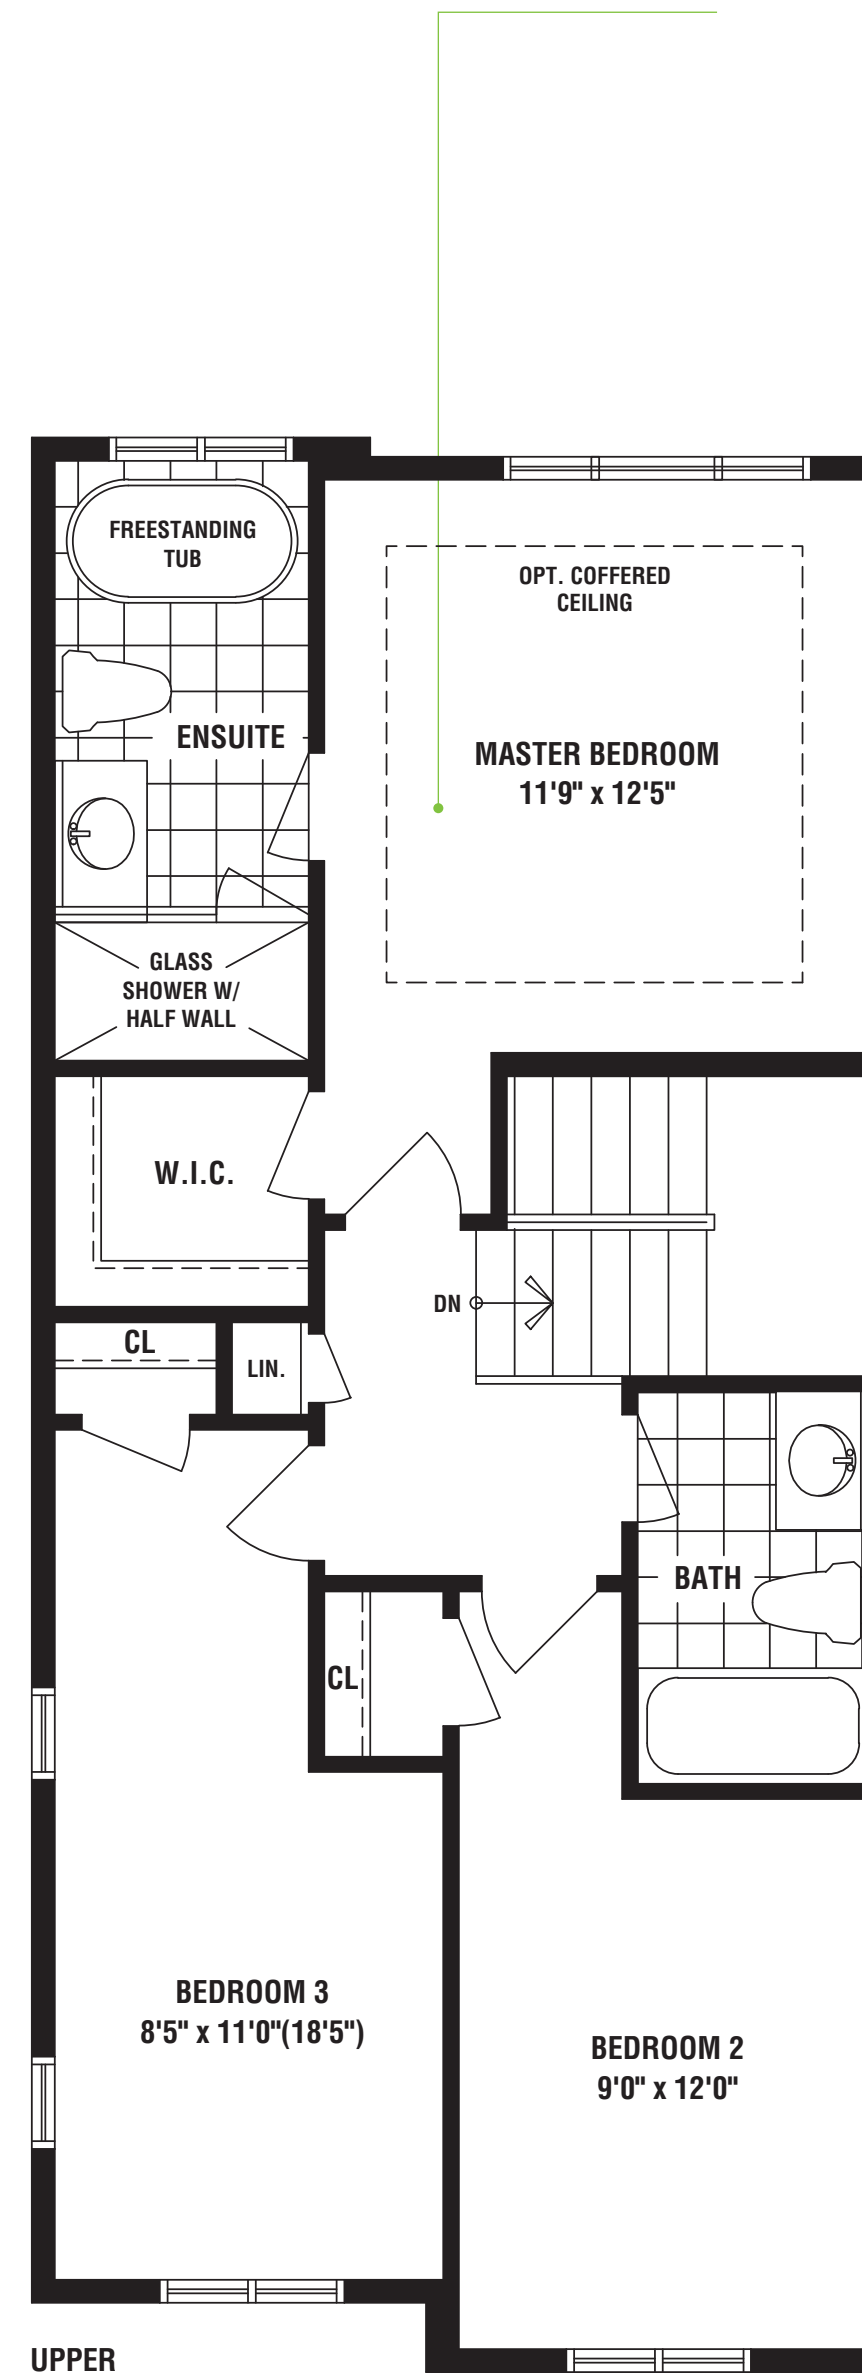 FREESTANDING
TUB
OPT. COFFERED
CEILING
ENSUITE
MASTER BEDROOM
11'9" x 12'5"
GLASS
SHOWER W/
HALF WALL
W.I.C.
DN
CL
LIN.
BATH
CL
BEDROOM 3
8'5" x 11'0"(18'5")
BEDROOM 2
9'0" x 12'0"
UPPER